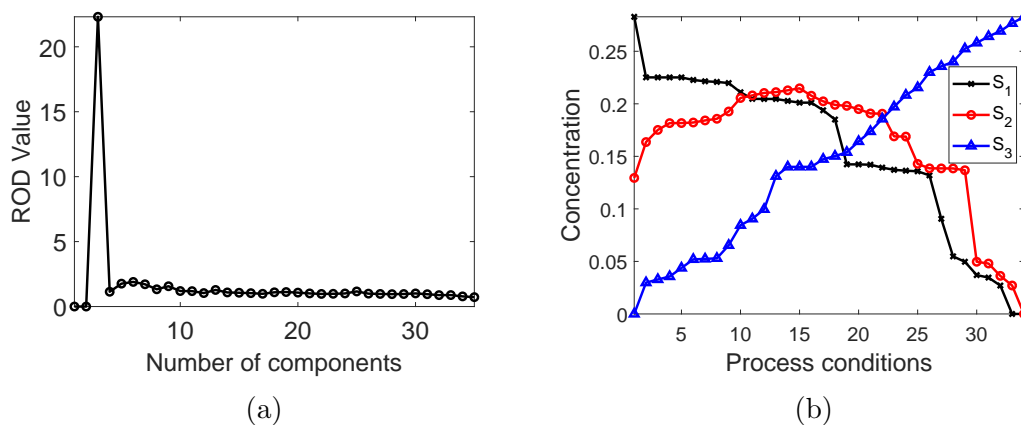 20
15
10
5
0
ROD Value
10
20
30
Number of components
(a)
0.25
0.2
0.15
0.1
0.05
0
Concentration
S1
S2
S3
5
10
15
20
25
30
Process conditions
(b)